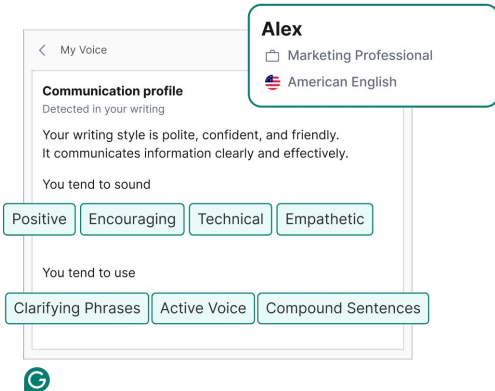 Alex
Marketing Professional
American English
My Voice
Communication profile
Detected in your writing
Your writing style is polite, confident, and friendly.
It communicates information clearly and effectively.
You tend to sound
Positive Encouraging Technical Empathetic
You tend to use
Clarifying Phrases Active Voice Compound Sentences
G